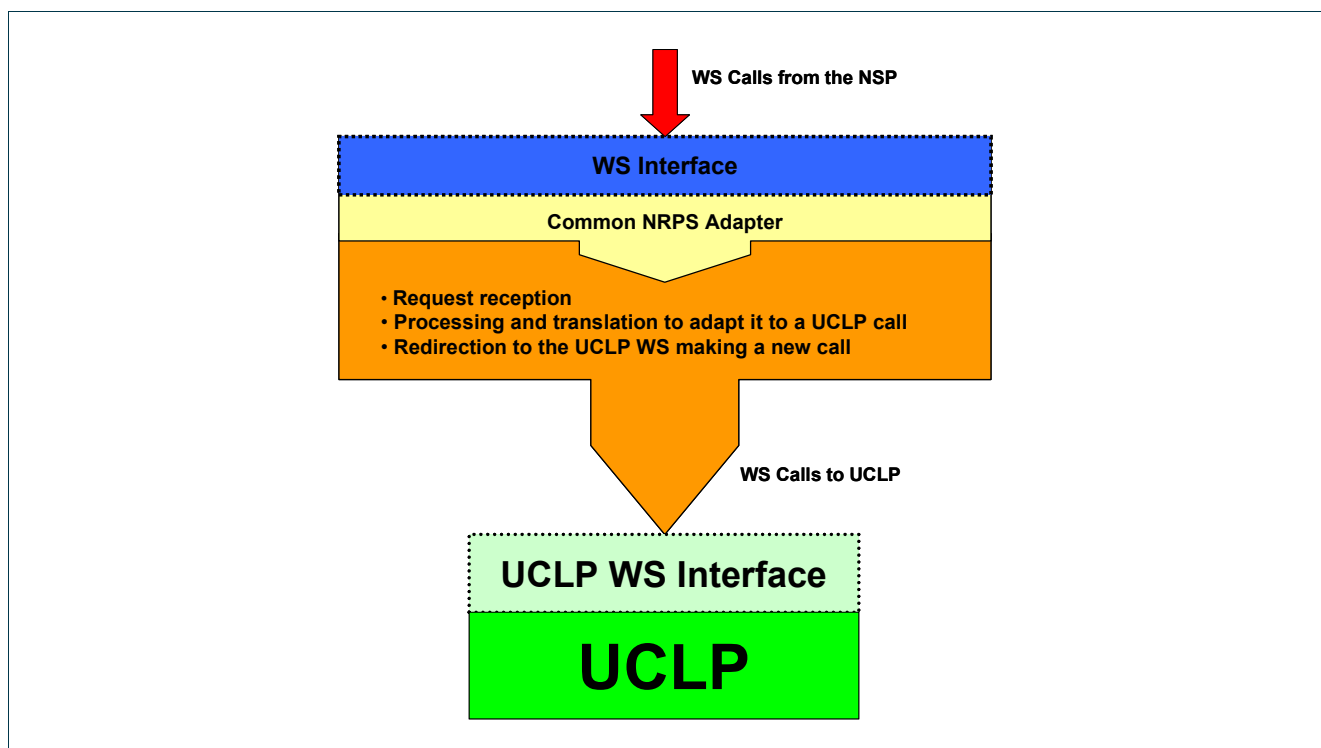 WS Calls from the NSP
WS Interface
Common NRPS Adapter
• Request reception
• Processing and translation to adapt it to a UCLP call
• Redirection to the UCLP WS making a new call
WS Calls to UCLP
UCLP WS Interface
UCLP